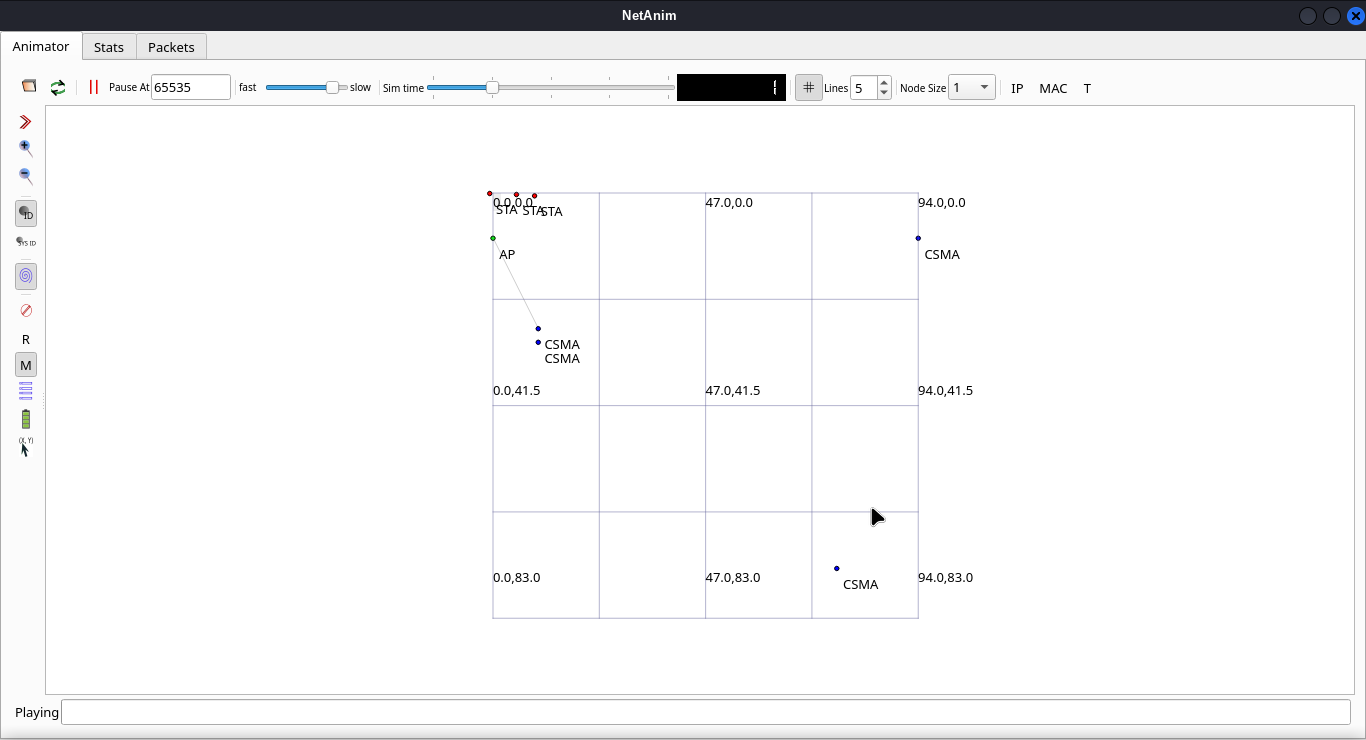 NetAnim
Animator Stats Packets
Pause At 65535 fast slow Sim time 1 Lines 5 Node Size 1 IP MAC T
ID
SYS ID
R
M
(X, Y)
0.0,0.0 47.0,0.0 94.0,0.0
STA STA STA
AP CSMA
CSMA
CSMA
0.0,41.5 47.0,41.5 94.0,41.5
0.0,83.0 47.0,83.0 94.0,83.0
CSMA
Playing